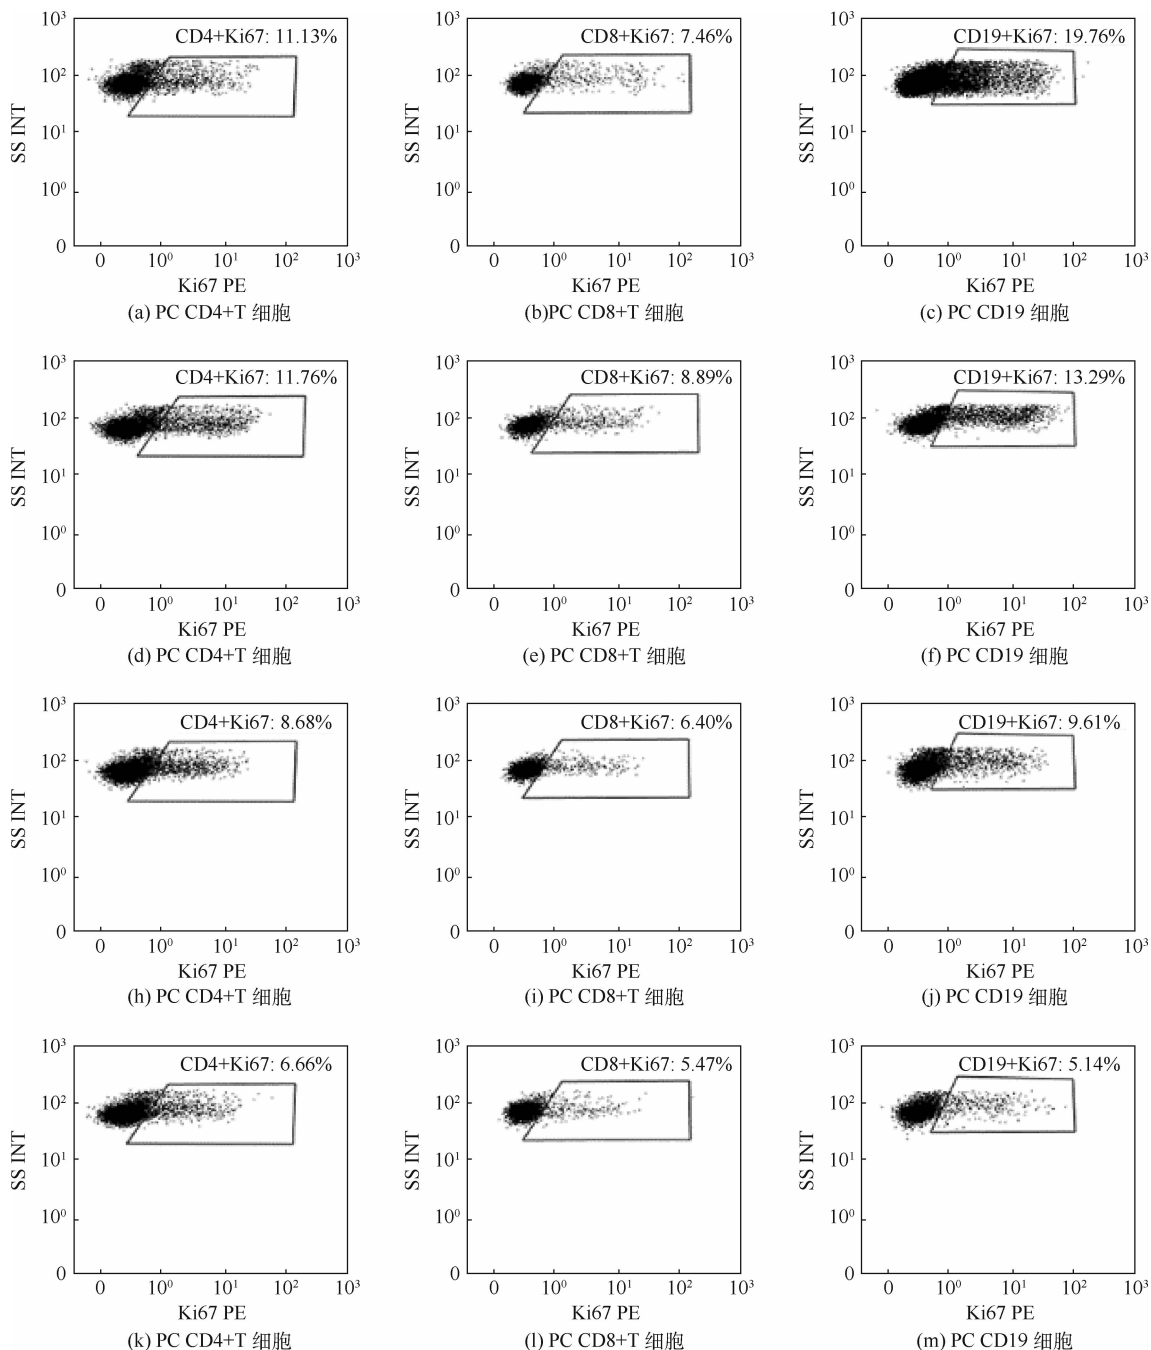 CD4+Ki67: 11.13%
10³
10²
10¹
10⁰
0
SS INT
0 10⁰ 10¹ 10² 10³
Ki67 PE
(a) PC CD4+T 细胞
CD8+Ki67: 7.46%
10³
10²
10¹
10⁰
0
SS INT
0 10⁰ 10¹ 10² 10³
Ki67 PE
(b)PC CD8+T 细胞
CD19+Ki67: 19.76%
10³
10²
10¹
10⁰
0
SS INT
0 10⁰ 10¹ 10² 10³
Ki67 PE
(c) PC CD19 细胞
CD4+Ki67: 11.76%
10³
10²
10¹
10⁰
0
SS INT
0 10⁰ 10¹ 10² 10³
Ki67 PE
(d) PC CD4+T 细胞
CD8+Ki67: 8.89%
10³
10²
10¹
10⁰
0
SS INT
0 10⁰ 10¹ 10² 10³
Ki67 PE
(e) PC CD8+T 细胞
CD19+Ki67: 13.29%
10³
10²
10¹
10⁰
0
SS INT
0 10⁰ 10¹ 10² 10³
Ki67 PE
(f) PC CD19 细胞
CD4+Ki67: 8.68%
10³
10²
10¹
10⁰
0
SS INT
0 10⁰ 10¹ 10² 10³
Ki67 PE
(h) PC CD4+T 细胞
CD8+Ki67: 6.40%
10³
10²
10¹
10⁰
0
SS INT
0 10⁰ 10¹ 10² 10³
Ki67 PE
(i) PC CD8+T 细胞
CD19+Ki67: 9.61%
10³
10²
10¹
10⁰
0
SS INT
0 10⁰ 10¹ 10² 10³
Ki67 PE
(j) PC CD19 细胞
CD4+Ki67: 6.66%
10³
10²
10¹
10⁰
0
SS INT
0 10⁰ 10¹ 10² 10³
Ki67 PE
(k) PC CD4+T 细胞
CD8+Ki67: 5.47%
10³
10²
10¹
10⁰
0
SS INT
0 10⁰ 10¹ 10² 10³
Ki67 PE
(l) PC CD8+T 细胞
CD19+Ki67: 5.14%
10³
10²
10¹
10⁰
0
SS INT
0 10⁰ 10¹ 10² 10³
Ki67 PE
(m) PC CD19 细胞